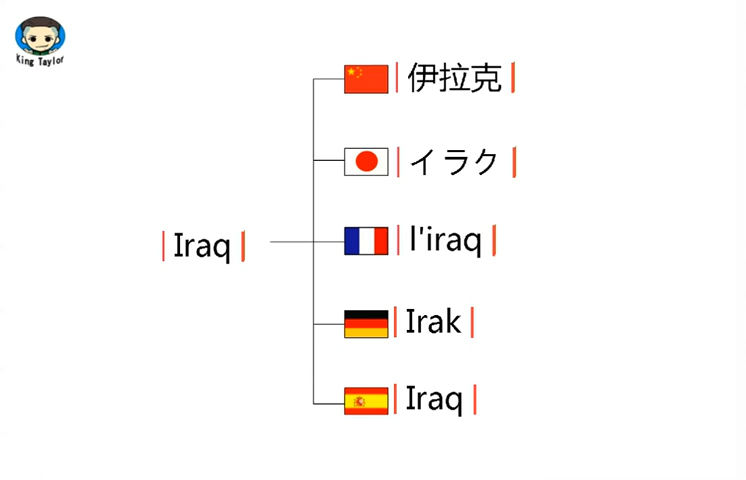 King Taylor
伊拉克
イラク
Iraq
l'iraq
Irak
Iraq